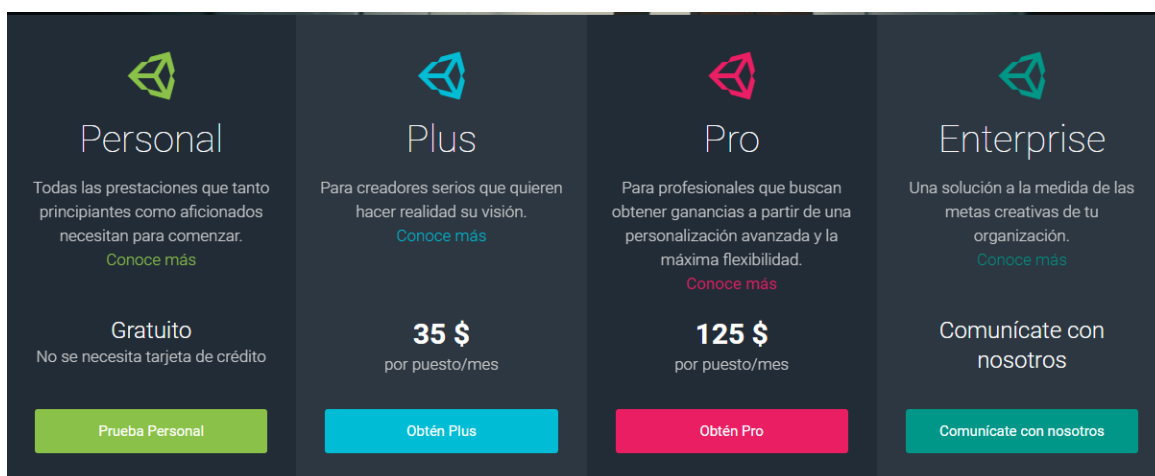 Personal
Todas las prestaciones que tanto
principiantes como aficionados
necesitan para comenzar.
Conoce más
Gratuito
No se necesita tarjeta de crédito
Prueba Personal
Plus
Para creadores serios que quieren
hacer realidad su visión.
Conoce más
35 $
por puesto/mes
Obtén Plus
Pro
Para profesionales que buscan
obtener ganancias a partir de una
personalización avanzada y la
máxima flexibilidad.
Conoce más
125 $
por puesto/mes
Obtén Pro
Enterprise
Una solución a la medida de las
metas creativas de tu
organización.
Conoce más
Comunícate con
nosotros
Comunícate con nosotros